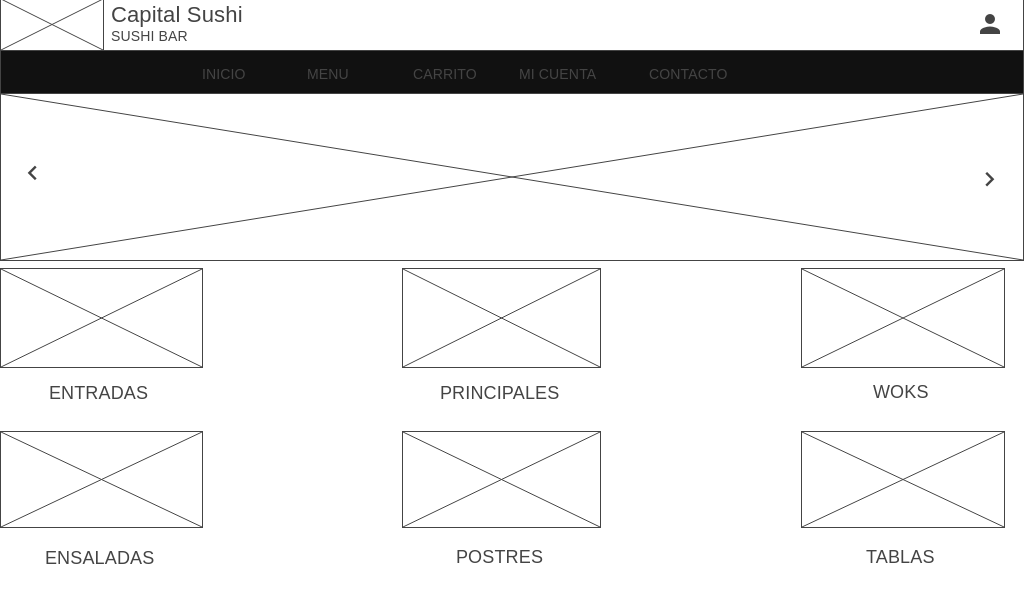 Capital Sushi
SUSHI BAR
INICIO MENU CARRITO MI CUENTA CONTACTO
ENTRADAS PRINCIPALES WOKS
ENSALADAS POSTRES TABLAS